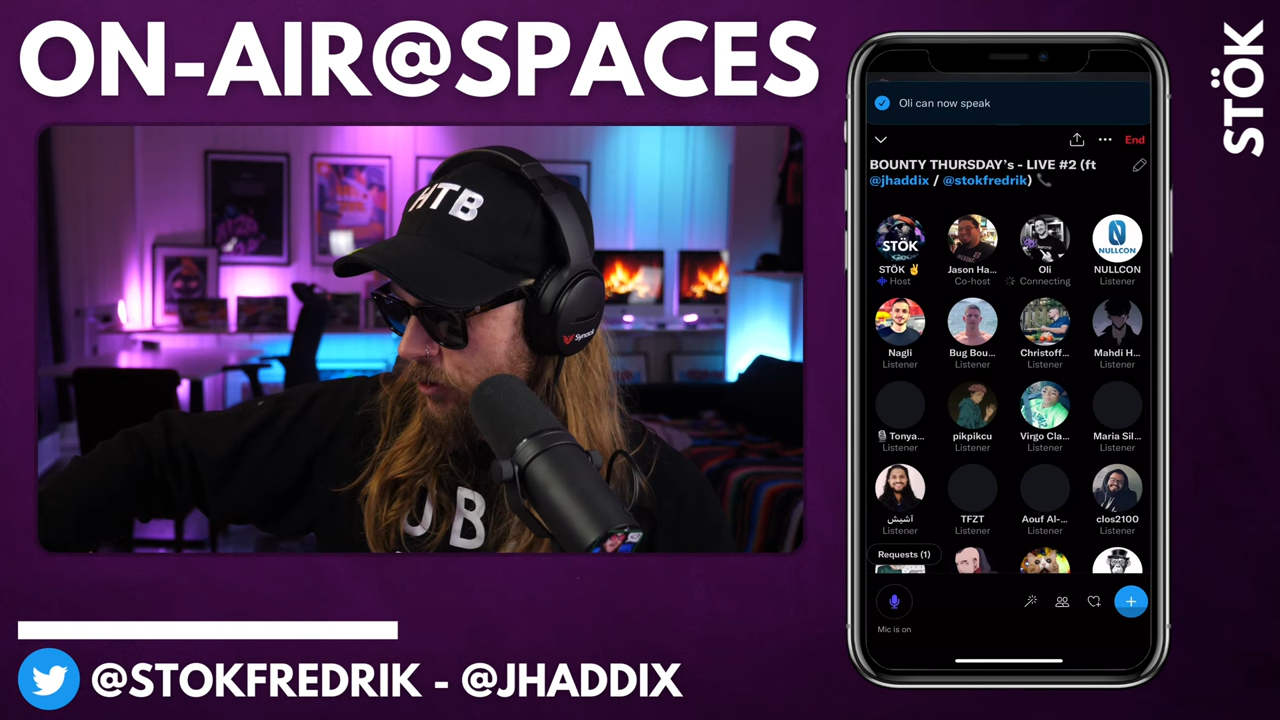 ON-AIR@SPACES
STÖK
HTB
Synack
UB
Oli can now speak
End
BOUNTY THURSDAY's - LIVE #2 (ft
@jhaddix / @stokfredrik)
STÖK
NULLCON
STÖK Jason Ha... Oli NULLCON
Host Co-host Connecting Listener
Nagli Bug Bou... Christoff... Mahdi H...
Listener Listener Listener Listener
Tonya... pikpikcu Virgo Cla... Maria Sil...
Listener Listener Listener Listener
آشیش TFZT Aouf Al-... clos2100
Listener Listener Listener Listener
Requests (1)
Mic is on
@STOKFREDRIK - @JHADDIX